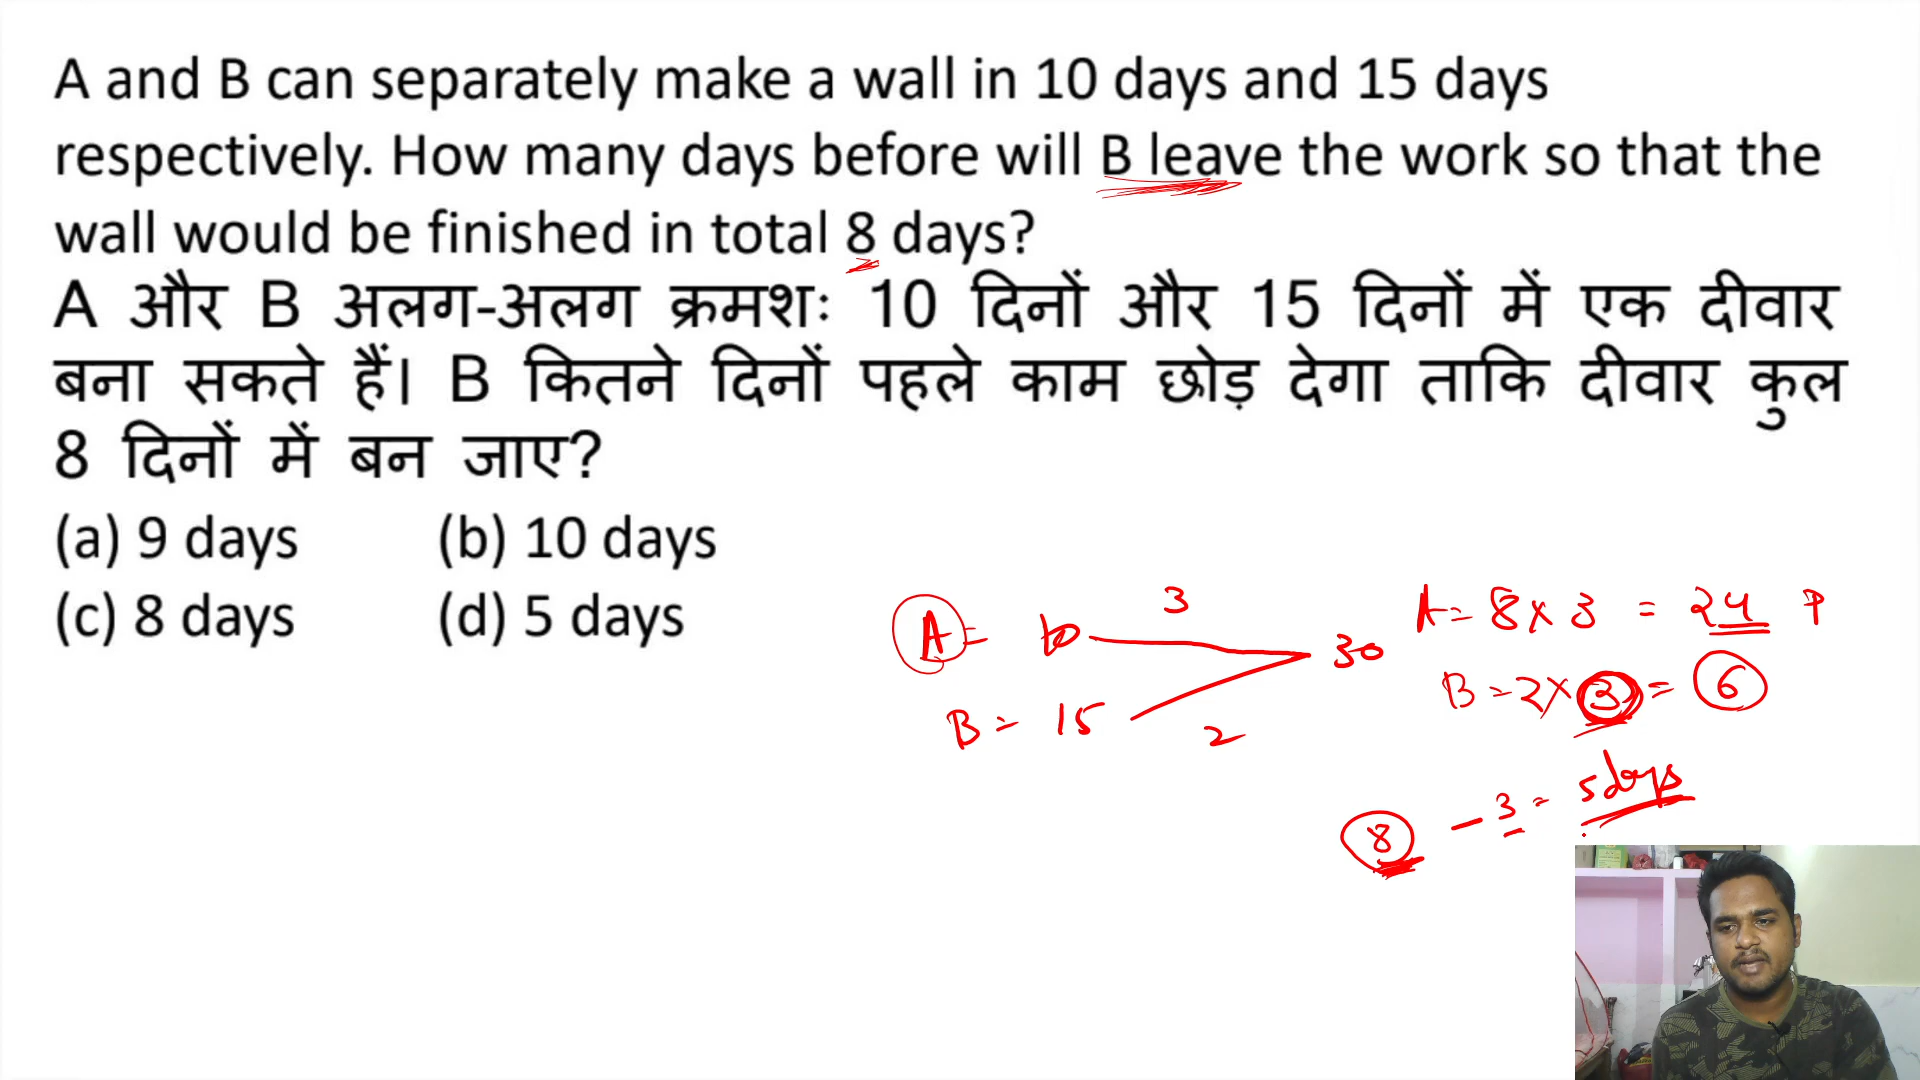 A and B can separately make a wall in 10 days and 15 days
respectively. How many days before will B leave the work so that the
wall would be finished in total 8 days?
A और B अलग-अलग क्रमशः 10 दिनों और 15 दिनों में एक दीवार
बना सकते हैं। B कितने दिनों पहले काम छोड़ देगा ताकि दीवार कुल
8 दिनों में बन जाए?
(a) 9 days (b) 10 days
(c) 8 days (d) 5 days
A = 10 3 30
B = 15 2
A = 8 x 3 = 24 P
B = 2 x 3 = 6
8 - 3 = 5 days